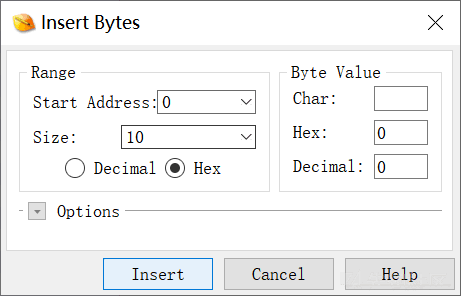 Insert Bytes
Range
Start Address: 0
Size: 10
Decimal Hex
Byte Value
Char:
Hex: 0
Decimal: 0
Options
Insert Cancel Help